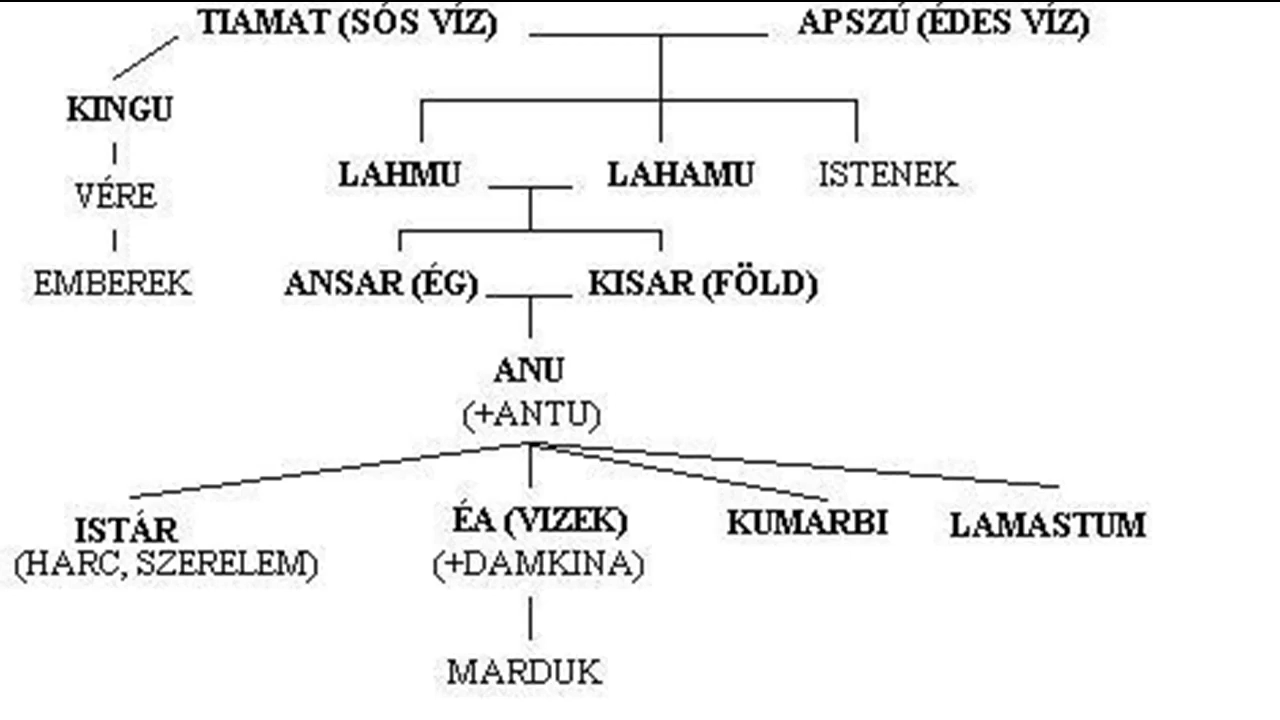 TIAMAT (SÓS VÍZ) APSZÚ (ÉDES VÍZ)
KINGU
LAHMU LAHAMU ISTENEK
VÉRE
ANSAR (ÉG) KISAR (FÖLD)
EMBEREK
ANU
(+ANTU)
ISTÁR ÉA (VIZEK) KUMARBI LAMASTUM
(HARC, SZERELEM) (+DAMKINA)
MARDUK